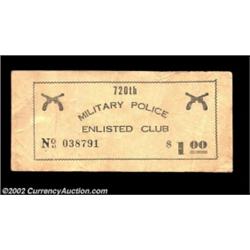 720th
MILITARY POLICE
ENLISTED CLUB
No 038791 $1.00
©2002 CurrencyAuction.com